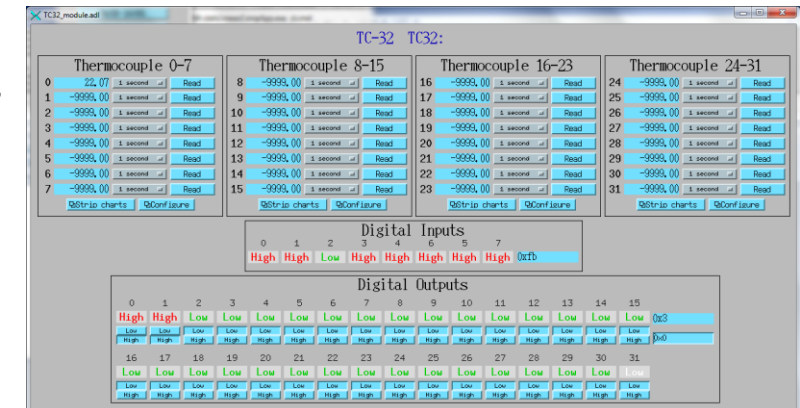 TC32_module.adl
TC-32 TC32:
Thermocouple 0-7 Thermocouple 8-15 Thermocouple 16-23 Thermocouple 24-31
0 22.07 1 second Read 8 -9999.00 1 second Read 16 -9999.00 1 second Read 24 -9999.00 1 second Read
1 -9999.00 1 second Read 9 -9999.00 1 second Read 17 -9999.00 1 second Read 25 -9999.00 1 second Read
2 -9999.00 1 second Read 10 -9999.00 1 second Read 18 -9999.00 1 second Read 26 -9999.00 1 second Read
3 -9999.00 1 second Read 11 -9999.00 1 second Read 19 -9999.00 1 second Read 27 -9999.00 1 second Read
4 -9999.00 1 second Read 12 -9999.00 1 second Read 20 -9999.00 1 second Read 28 -9999.00 1 second Read
5 -9999.00 1 second Read 13 -9999.00 1 second Read 21 -9999.00 1 second Read 29 -9999.00 1 second Read
6 -9999.00 1 second Read 14 -9999.00 1 second Read 22 -9999.00 1 second Read 30 -9999.00 1 second Read
7 -9999.00 1 second Read 15 -9999.00 1 second Read 23 -9999.00 1 second Read 31 -9999.00 1 second Read
Strip charts Configure Strip charts Configure Strip charts Configure Strip charts Configure
Digital Inputs
0 1 2 3 4 6 5 7
High High Low High High High High High 0xfb
Digital Outputs
0 1 2 3 4 5 6 7 8 9 10 11 12 13 14 15
High High Low Low Low Low Low Low Low Low Low Low Low Low Low Low 0x3
Low Low Low Low Low Low Low Low Low Low Low Low Low Low Low Low
High High High High High High High High High High High High High High High High 0x0
16 17 18 19 20 21 22 23 24 25 26 27 28 29 30 31
Low Low Low Low Low Low Low Low Low Low Low Low Low Low Low Low
Low Low Low Low Low Low Low Low Low Low Low Low Low Low Low Low
High High High High High High High High High High High High High High High High